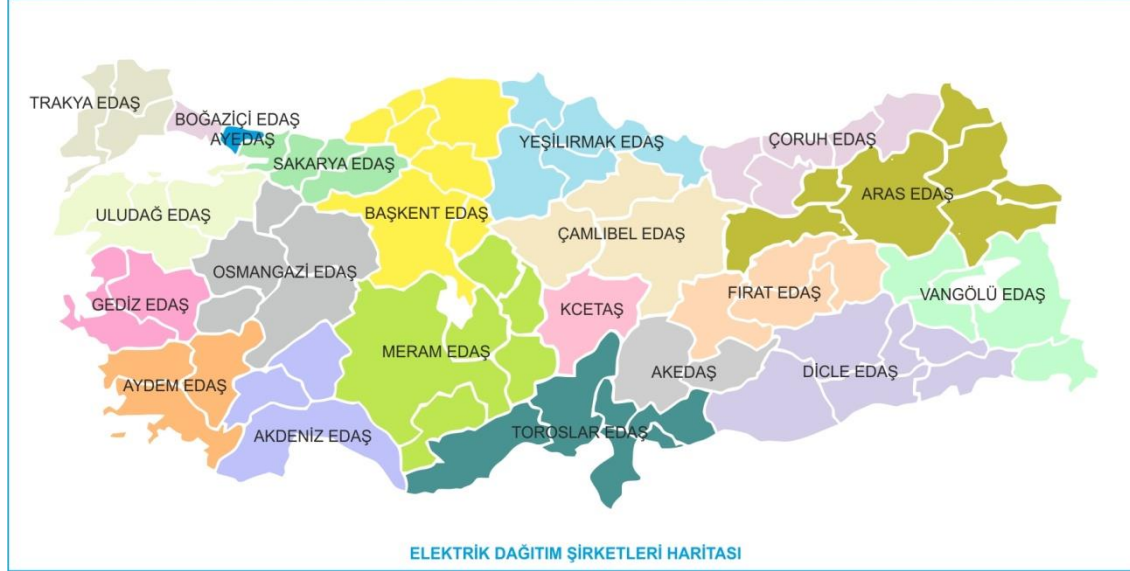 TRAKYA EDAŞ
BOĞAZİÇİ EDAŞ
AYEDAŞ
SAKARYA EDAŞ
YEŞİLIRMAK EDAŞ
ÇORUH EDAŞ
ULUDAĞ EDAŞ
BAŞKENT EDAŞ
ÇAMLIBEL EDAŞ
ARAS EDAŞ
OSMANGAZİ EDAŞ
GEDİZ EDAŞ
KCETAŞ
FIRAT EDAŞ
VANGÖLÜ EDAŞ
MERAM EDAŞ
AYDEM EDAŞ
AKEDAŞ
DİCLE EDAŞ
AKDENİZ EDAŞ
TOROSLAR EDAŞ
ELEKTRİK DAĞITIM ŞİRKETLERİ HARİTASI